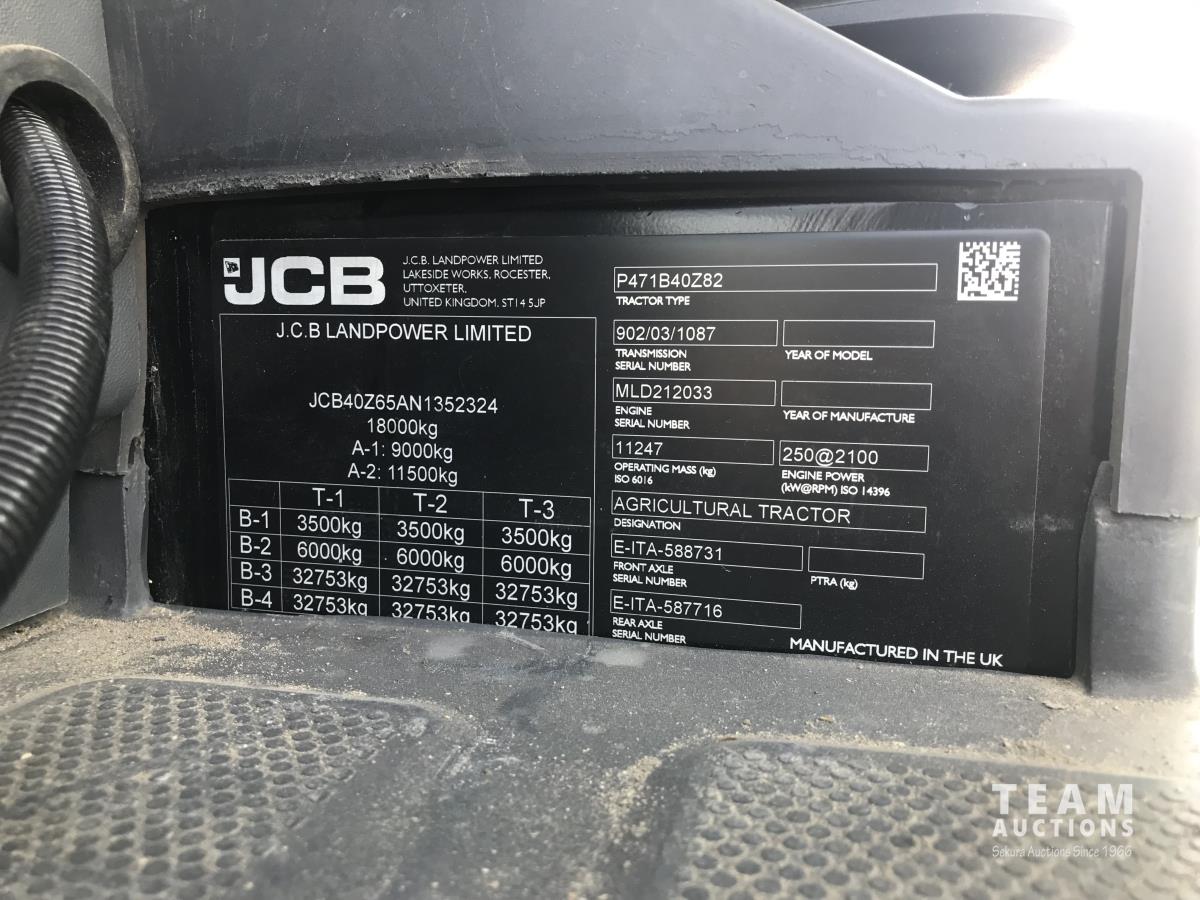 JCB
J.C.B. LANDPOWER LIMITED
LAKESIDE WORKS, ROCESTER,
UTTOXETER,
UNITED KINGDOM. ST14 5JP
J.C.B LANDPOWER LIMITED
JCB40Z65AN1352324
18000kg
A-1: 9000kg
A-2: 11500kg
T-1 T-2 T-3
B-1 3500kg 3500kg 3500kg
B-2 6000kg 6000kg 6000kg
B-3 32753kg 32753kg 32753kg
B-4 32753kg 32753kg 32753kg
P471B40Z82
TRACTOR TYPE
902/03/1087
TRANSMISSION
SERIAL NUMBER
YEAR OF MODEL
MLD212033
ENGINE
SERIAL NUMBER
YEAR OF MANUFACTURE
11247
OPERATING MASS (kg)
ISO 6016
250@2100
ENGINE POWER
(kW@RPM) ISO 14396
AGRICULTURAL TRACTOR
DESIGNATION
E-ITA-588731
FRONT AXLE
SERIAL NUMBER
PTRA (kg)
E-ITA-587716
REAR AXLE
SERIAL NUMBER
MANUFACTURED IN THE UK
TEAM
AUCTIONS
Sekura Auctions Since 1966